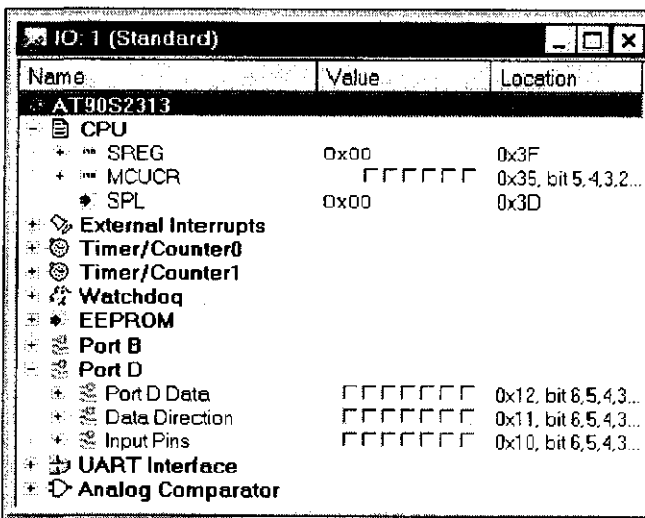 IO: 1 (Standard)
Name Value Location
AT90S2313
CPU
SREG 0x00 0x3F
MCUCR 0x35, bit 5,4,3,2...
SPL 0x00 0x3D
External Interrupts
Timer/Counter0
Timer/Counter1
Watchdog
EEPROM
Port B
Port D
Port D Data 0x12, bit 6,5,4,3...
Data Direction 0x11, bit 6,5,4,3...
Input Pins 0x10, bit 6,5,4,3...
UART Interface
Analog Comparator